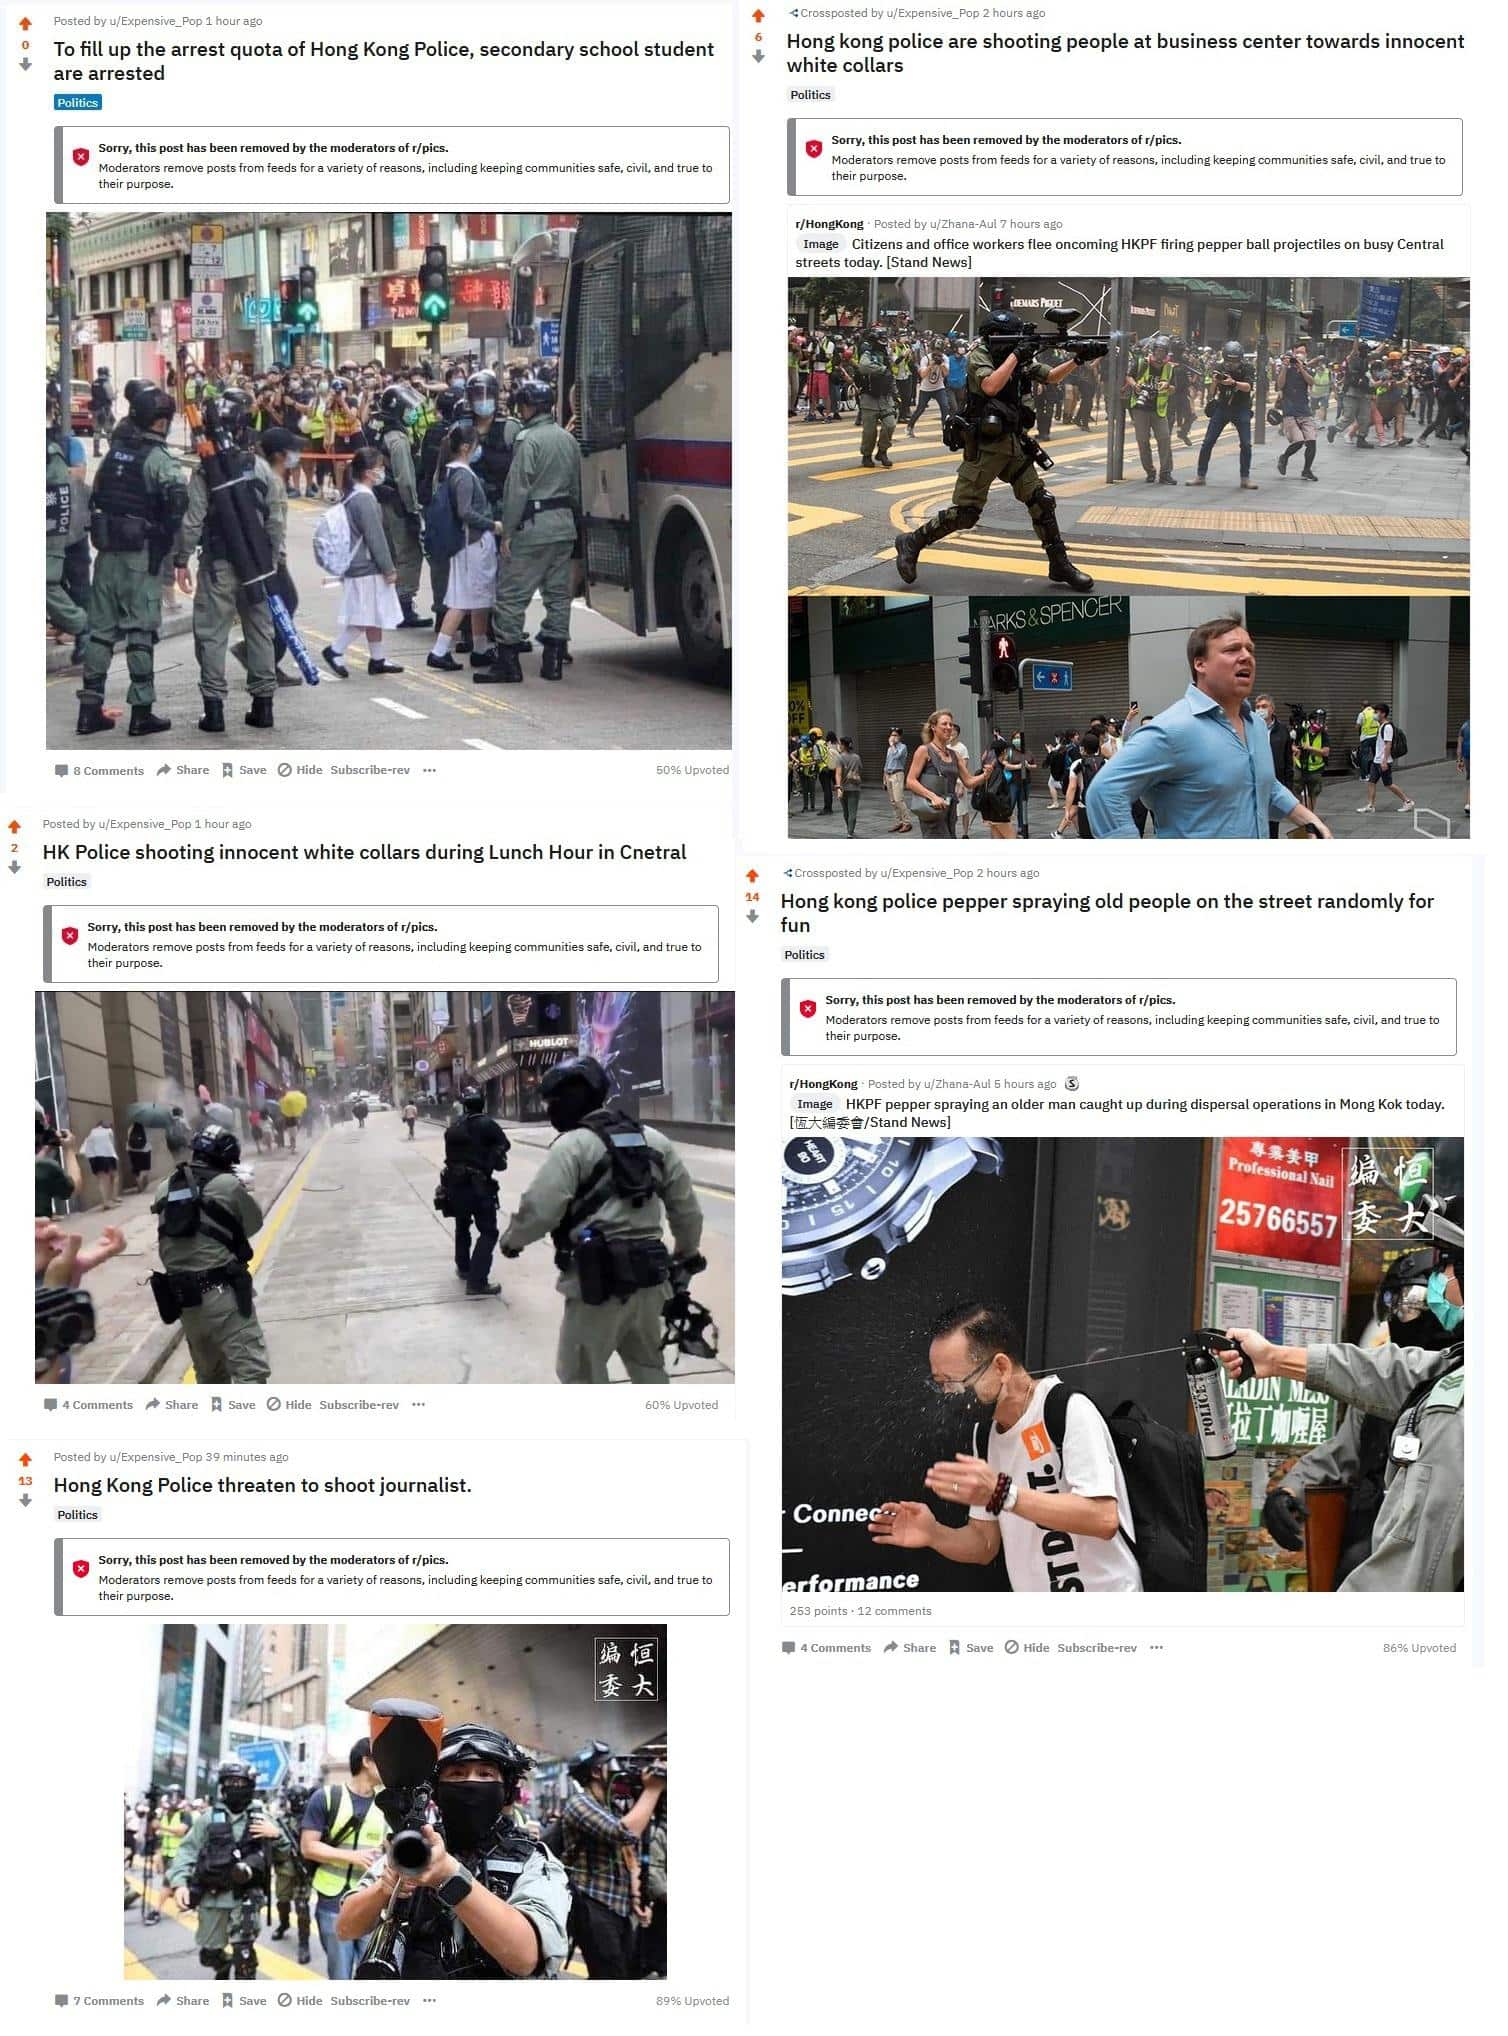 Posted by u/Expensive_Pop 1 hour ago
0
To fill up the arrest quota of Hong Kong Police, secondary school student
are arrested
Politics
Sorry, this post has been removed by the moderators of r/pics.
Moderators remove posts from feeds for a variety of reasons, including keeping communities safe, civil, and true to
their purpose.
POLICE
8 Comments Share Save Hide Subscribe-rev ••• 50% Upvoted
Posted by u/Expensive_Pop 1 hour ago
2
HK Police shooting innocent white collars during Lunch Hour in Cnetral
Politics
Sorry, this post has been removed by the moderators of r/pics.
Moderators remove posts from feeds for a variety of reasons, including keeping communities safe, civil, and true to
their purpose.
HUBLOT
4 Comments Share Save Hide Subscribe-rev ••• 60% Upvoted
Posted by u/Expensive_Pop 39 minutes ago
13
Hong Kong Police threaten to shoot journalist.
Politics
Sorry, this post has been removed by the moderators of r/pics.
Moderators remove posts from feeds for a variety of reasons, including keeping communities safe, civil, and true to
their purpose.
編恒
委大
7 Comments Share Save Hide Subscribe-rev ••• 89% Upvoted
Crossposted by u/Expensive_Pop 2 hours ago
6
Hong kong police are shooting people at business center towards innocent
white collars
Politics
Sorry, this post has been removed by the moderators of r/pics.
Moderators remove posts from feeds for a variety of reasons, including keeping communities safe, civil, and true to
their purpose.
r/HongKong · Posted by u/Zhana-Aul 7 hours ago
Image Citizens and office workers flee oncoming HKPF firing pepper ball projectiles on busy Central
streets today. [Stand News]
DEMARS PIGUET
ARKS&SPENCER
0%
OFF
Crossposted by u/Expensive_Pop 2 hours ago
14
Hong kong police pepper spraying old people on the street randomly for
fun
Politics
Sorry, this post has been removed by the moderators of r/pics.
Moderators remove posts from feeds for a variety of reasons, including keeping communities safe, civil, and true to
their purpose.
r/HongKong · Posted by u/Zhana-Aul 5 hours ago
Image HKPF pepper spraying an older man caught up during dispersal operations in Mong Kok today.
[恆大編委會/Stand News]
HEART
90
15
10
專業美甲
Professional Nail
25766557
編恒
委大
POLICE
LADIN MESS
拉丁咖喱屋
STD
Connec
erformance
253 points · 12 comments
4 Comments Share Save Hide Subscribe-rev ••• 86% Upvoted